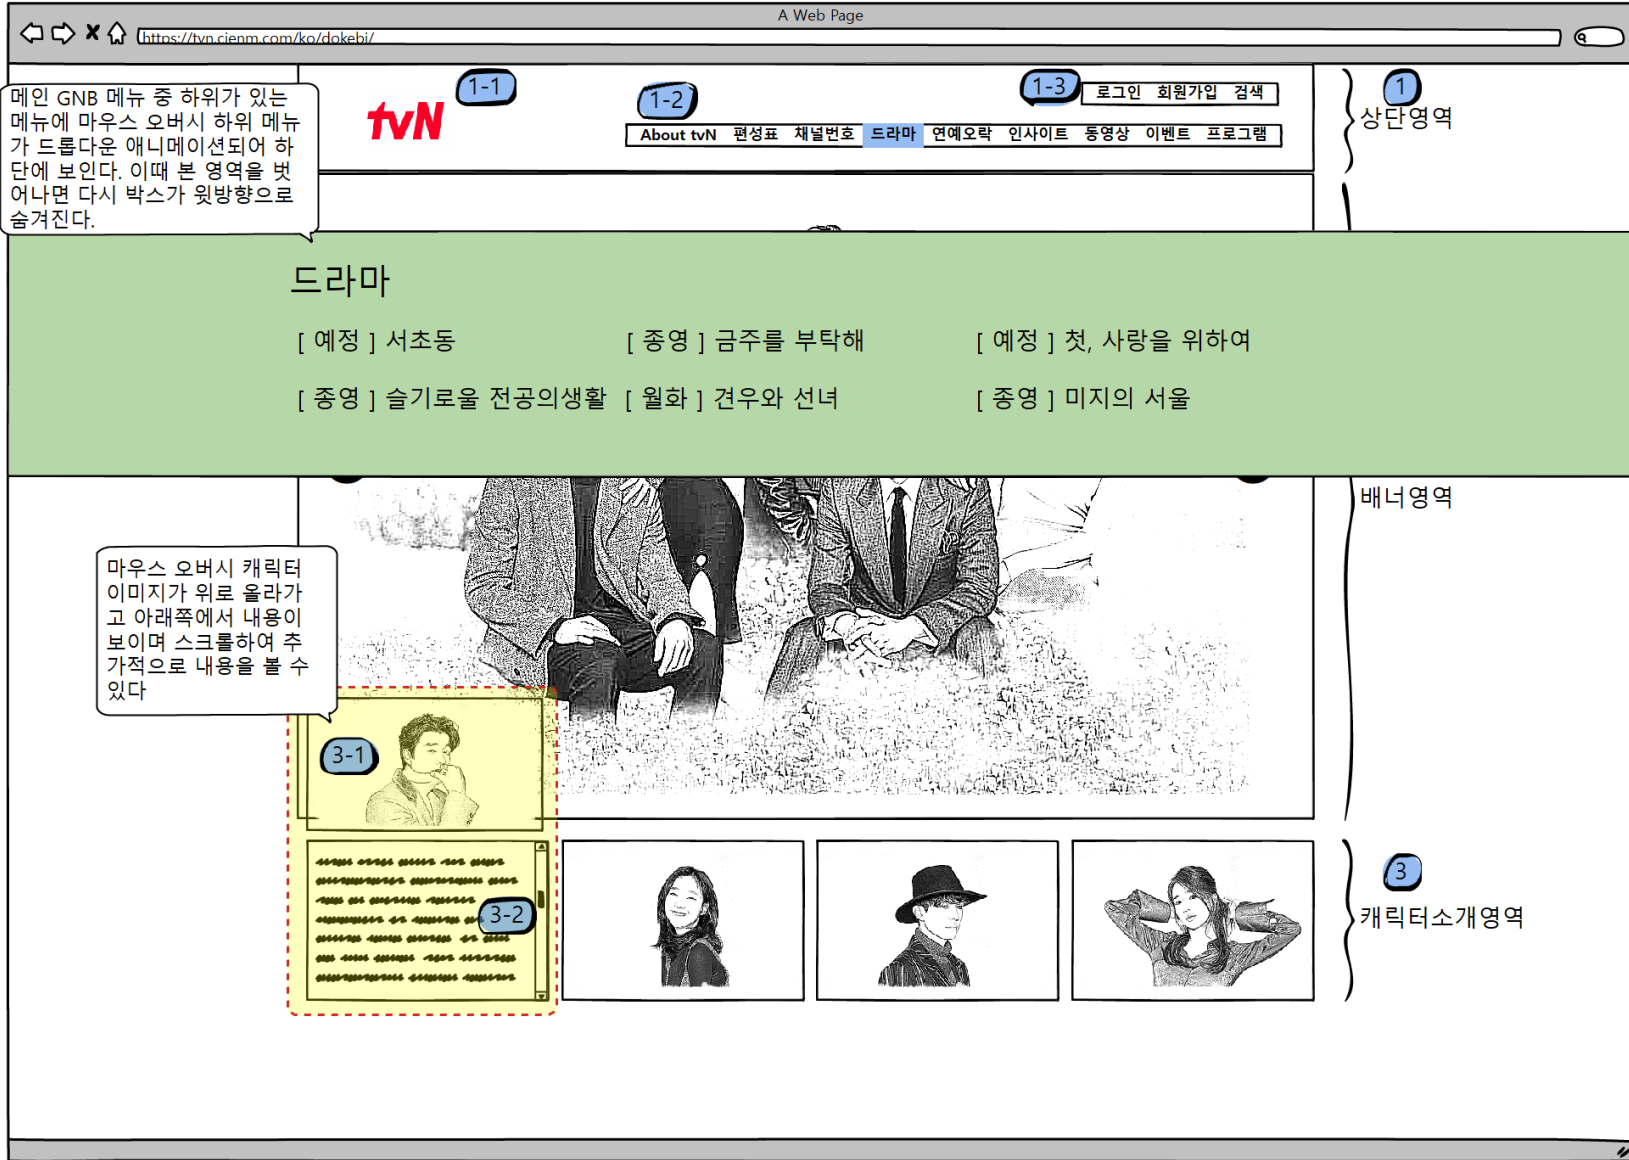 A Web Page
https://tvn.cjenm.com/ko/dokebi/
메인 GNB 메뉴 중 하위가 있는
메뉴에 마우스 오버시 하위 메뉴
가 드롭다운 애니메이션되어 하
단에 보인다. 이때 본 영역을 벗
어나면 다시 박스가 윗방향으로
숨겨진다.
tvN
1-1
1-2
1-3
로그인 회원가입 검색
About tvN 편성표 채널번호 드라마 연예오락 인사이트 동영상 이벤트 프로그램
1
상단영역
드라마
[ 예정 ] 서초동 [ 종영 ] 금주를 부탁해 [ 예정 ] 첫, 사랑을 위하여
[ 종영 ] 슬기로울 전공의생활 [ 월화 ] 견우와 선녀 [ 종영 ] 미지의 서울
배너영역
마우스 오버시 캐릭터
이미지가 위로 올라가
고 아래쪽에서 내용이
보이며 스크롤하여 추
가적으로 내용을 볼 수
있다
3-1
3-2
3
캐릭터소개영역